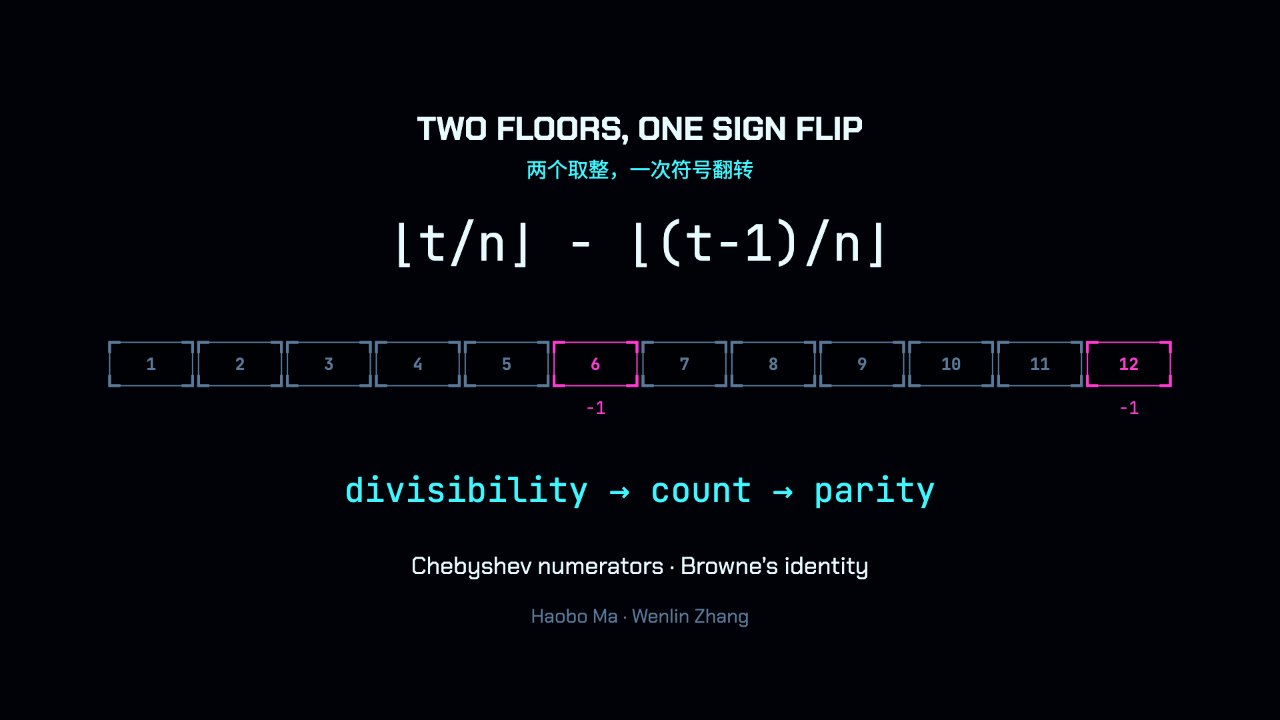 TWO FLOORS, ONE SIGN FLIP
两个取整，一次符号翻转
⌊t/n⌋ - ⌊(t-1)/n⌋
1 2 3 4 5 6 7 8 9 10 11 12
-1 -1
divisibility → count → parity
Chebyshev numerators · Browne's identity
Haobo Ma · Wenlin Zhang